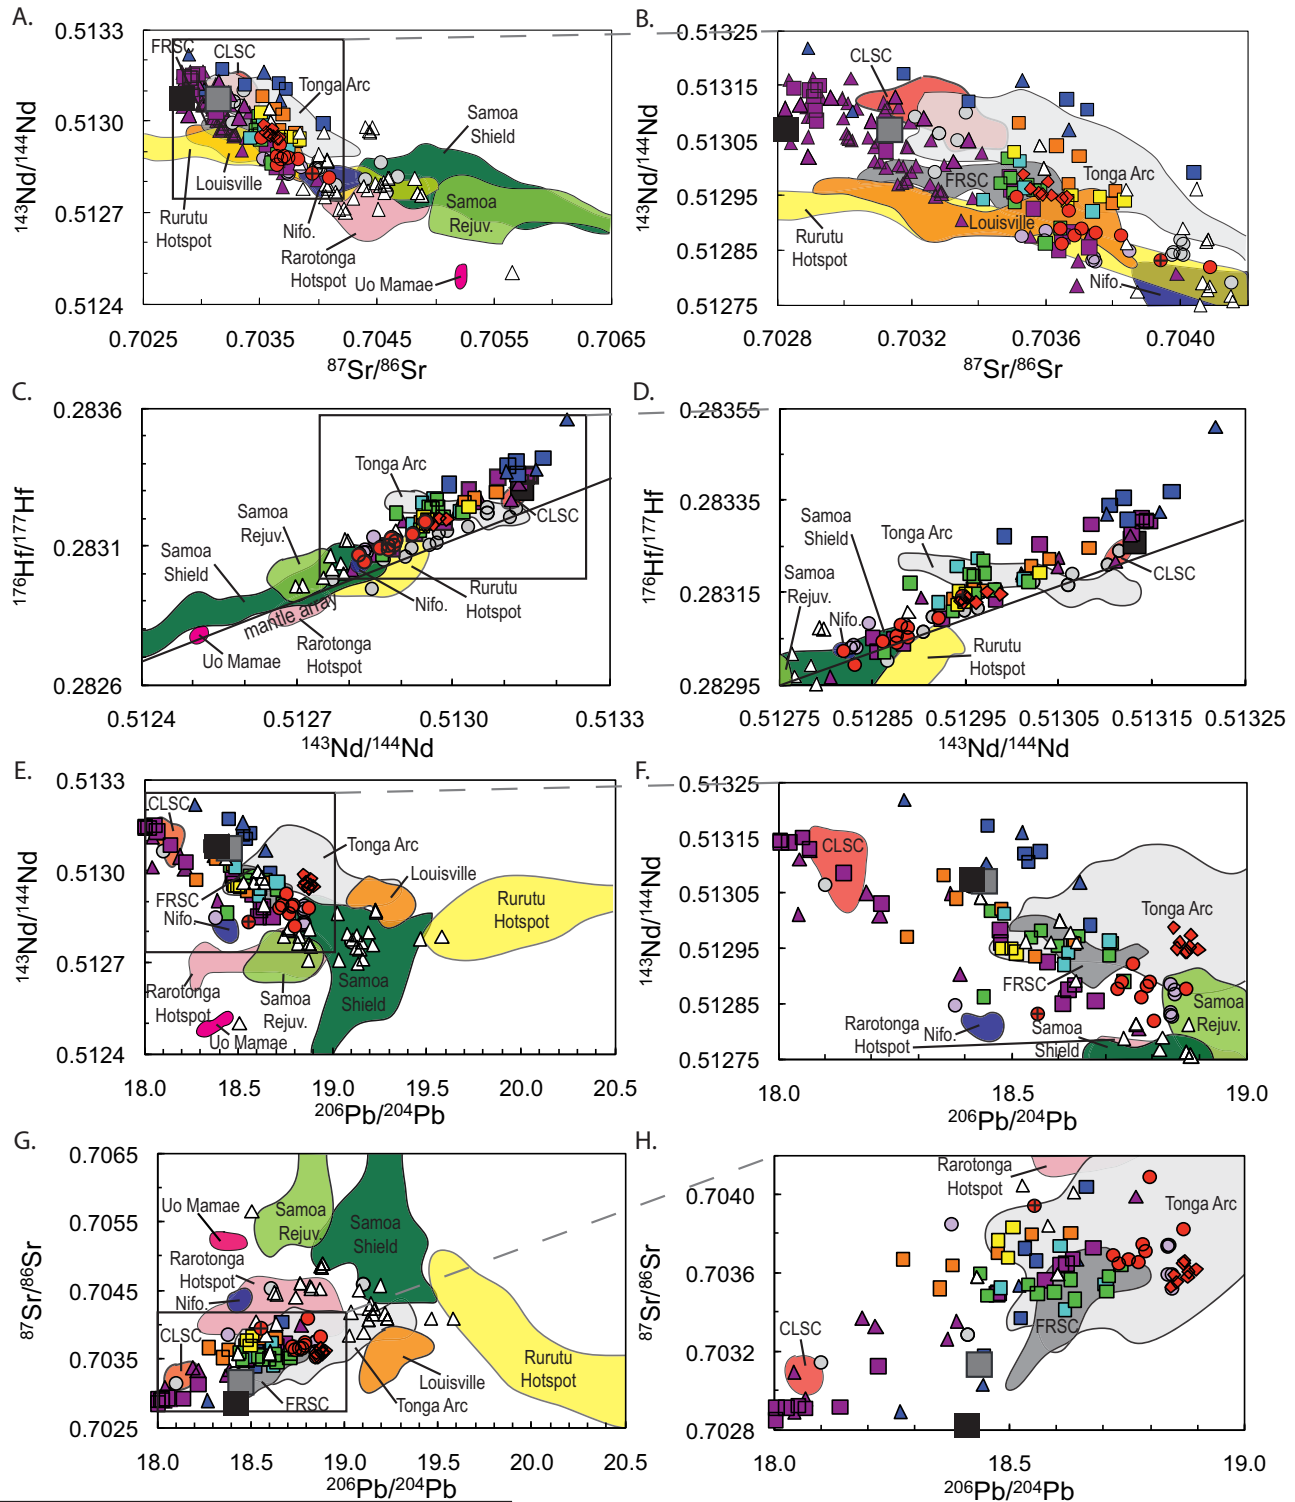 A.
0.5133
0.5130
0.5127
0.5124
143Nd/144Nd
FRSC
CLSC
Tonga Arc
Samoa
Shield
Louisville
Rurutu
Hotspot
Nifo.
Rarotonga
Hotspot
Samoa
Rejuv.
Uo Mamae
0.7025
0.7035
0.7045
0.7055
0.7065
87Sr/86Sr
B.
0.51325
0.51315
0.51305
0.51295
0.51285
0.51275
143Nd/144Nd
CLSC
FRSC
Tonga Arc
Louisville
Rurutu
Hotspot
Nifo.
0.7028
0.7032
0.7036
0.7040
87Sr/86Sr
C.
0.2836
0.2831
0.2826
176Hf/177Hf
Tonga Arc
CLSC
Samoa
Rejuv.
Samoa
Shield
Rurutu
Hotspot
Nifo.
mantle array
Rarotonga
Hotspot
Uo Mamae
0.5124
0.5127
0.5130
0.5133
143Nd/144Nd
D.
0.28355
0.28335
0.28315
0.28295
176Hf/177Hf
Samoa
Shield
Tonga Arc
CLSC
Samoa
Rejuv.
Nifo.
Rurutu
Hotspot
0.51275
0.51285
0.51295
0.51305
0.51315
0.51325
143Nd/144Nd
E.
0.5133
0.5130
0.5127
0.5124
143Nd/144Nd
CLSC
Tonga Arc
Louisville
FRSC
Nifo.
Rurutu
Hotspot
Rarotonga
Hotspot
Samoa
Rejuv.
Samoa
Shield
Uo Mamae
18.0
18.5
19.0
19.5
20.0
20.5
206Pb/204Pb
F.
0.51325
0.51315
0.51305
0.51295
0.51285
0.51275
143Nd/144Nd
CLSC
Tonga Arc
FRSC
Rarotonga
Hotspot
Nifo.
Samoa
Shield
Samoa
Rejuv.
18.0
18.5
19.0
206Pb/204Pb
G.
0.7065
0.7055
0.7045
0.7035
0.7025
87Sr/86Sr
Uo Mamae
Samoa
Rejuv.
Samoa
Shield
Rarotonga
Hotspot
Nifo.
CLSC
FRSC
Louisville
Tonga Arc
Rurutu
Hotspot
18.0
18.5
19.0
19.5
20.0
20.5
206Pb/204Pb
H.
0.7040
0.7036
0.7032
0.7028
87Sr/86Sr
Rarotonga
Hotspot
Tonga Arc
CLSC
FRSC
18.0
18.5
19.0
206Pb/204Pb